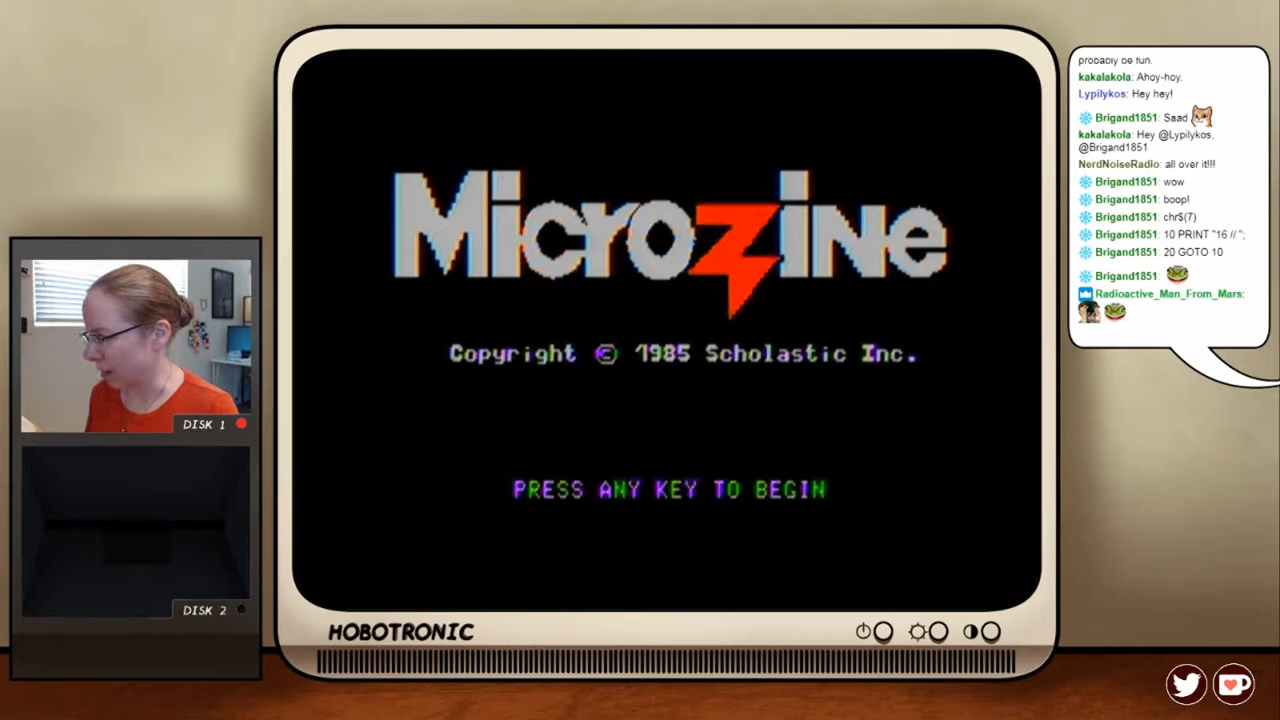 MicroziNe
Copyright © 1985 Scholastic Inc.
PRESS ANY KEY TO BEGIN
HOBOTRONIC
DISK 1
DISK 2
probably be fun.
kakalakola: Ahoy-hoy.
Lypilykos: Hey hey!
Brigand1851: Saad
kakalakola: Hey @Lypilykos,
@Brigand1851
NerdNoiseRadio: all over it!!!
Brigand1851: wow
Brigand1851: boop!
Brigand1851: chr$(7)
Brigand1851: 10 PRINT "16 // ";
Brigand1851: 20 GOTO 10
Brigand1851:
Radioactive_Man_From_Mars: